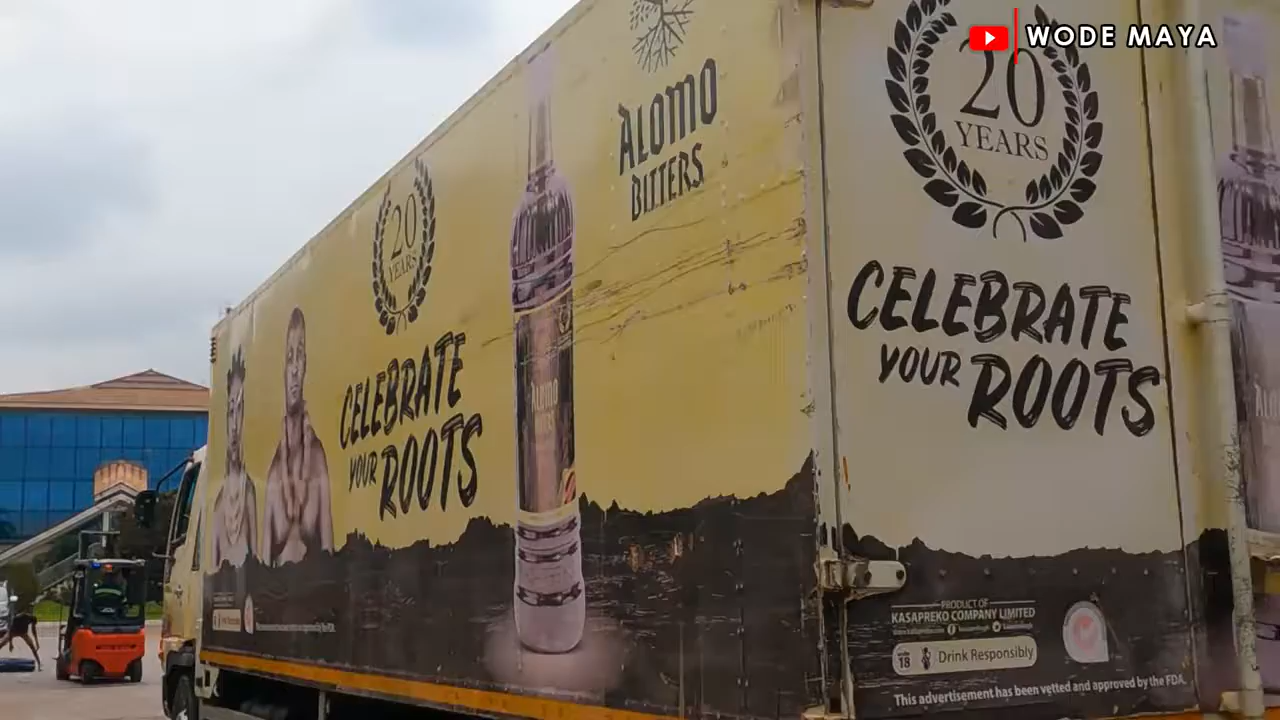 WODE MAYA
ALOMO
BITTERS
20
YEARS
CELEBRATE
YOUR ROOTS
ALOMO
20
YEARS
CELEBRATE
YOUR ROOTS
PRODUCT OF
KASAPREKO COMPANY LIMITED
18
Drink Responsibly
This advertisement has been vetted and approved by the FDA.